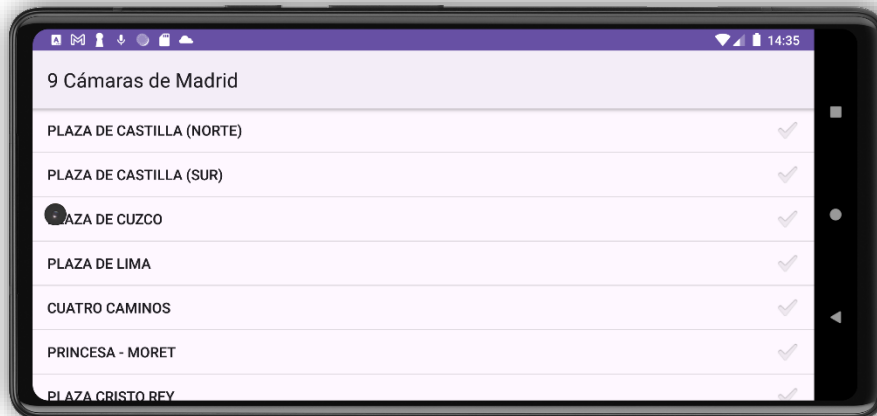 14:35
9 Cámaras de Madrid
PLAZA DE CASTILLA (NORTE)
PLAZA DE CASTILLA (SUR)
PLAZA DE CUZCO
PLAZA DE LIMA
CUATRO CAMINOS
PRINCESA - MORET
PLAZA CRISTO REY